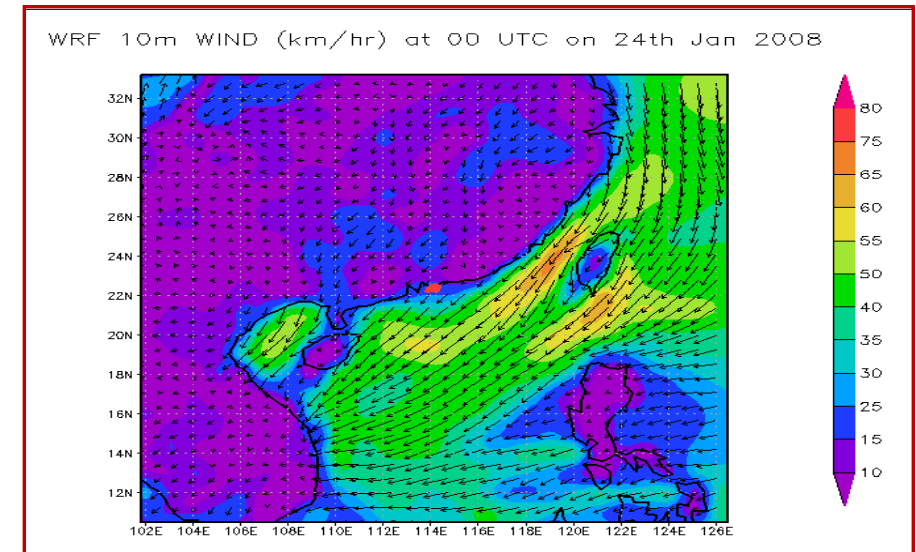 WRF 10m WIND (km/hr) at 00 UTC on 24th Jan 2008
32N
30N
28N
26N
24N
22N
20N
18N
16N
14N
12N
102E 104E 106E 108E 110E 112E 114E 116E 118E 120E 122E 124E 126E
80
75
65
60
55
50
40
35
30
25
15
10